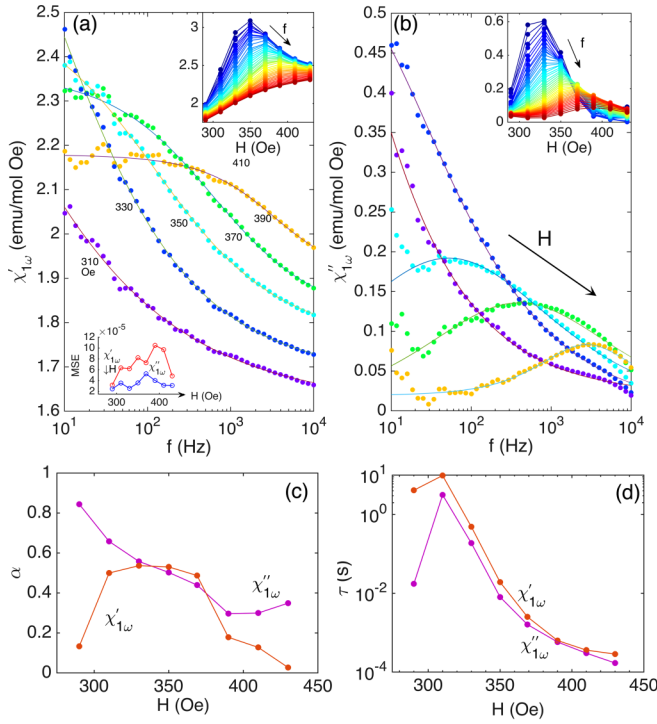 (a)
χ′1ω (emu/mol Oe)
2.5
2.4
2.3
2.2
2.1
2
1.9
1.8
1.7
1.6
10^1 10^2 10^3 10^4
f (Hz)
410
390
370
350
330
310
Oe
3
2.5
2
f
300 350 400
H (Oe)
×10^-5
MSE
10
8
6
4
2
χ′1ω
↓H
χ″1ω
300 400
H (Oe)
(b)
χ″1ω (emu/mol Oe)
0.5
0.45
0.4
0.35
0.3
0.25
0.2
0.15
0.1
0.05
0
10^1 10^2 10^3 10^4
f (Hz)
H
0.6
0.4
0.2
0
f
300 350 400
H (Oe)
(c)
α
1
0.8
0.6
0.4
0.2
0
χ′1ω
χ″1ω
300 350 400 450
H (Oe)
(d)
τ (s)
10^1
10^0
10^-2
10^-4
χ′1ω
χ″1ω
300 350 400 450
H (Oe)